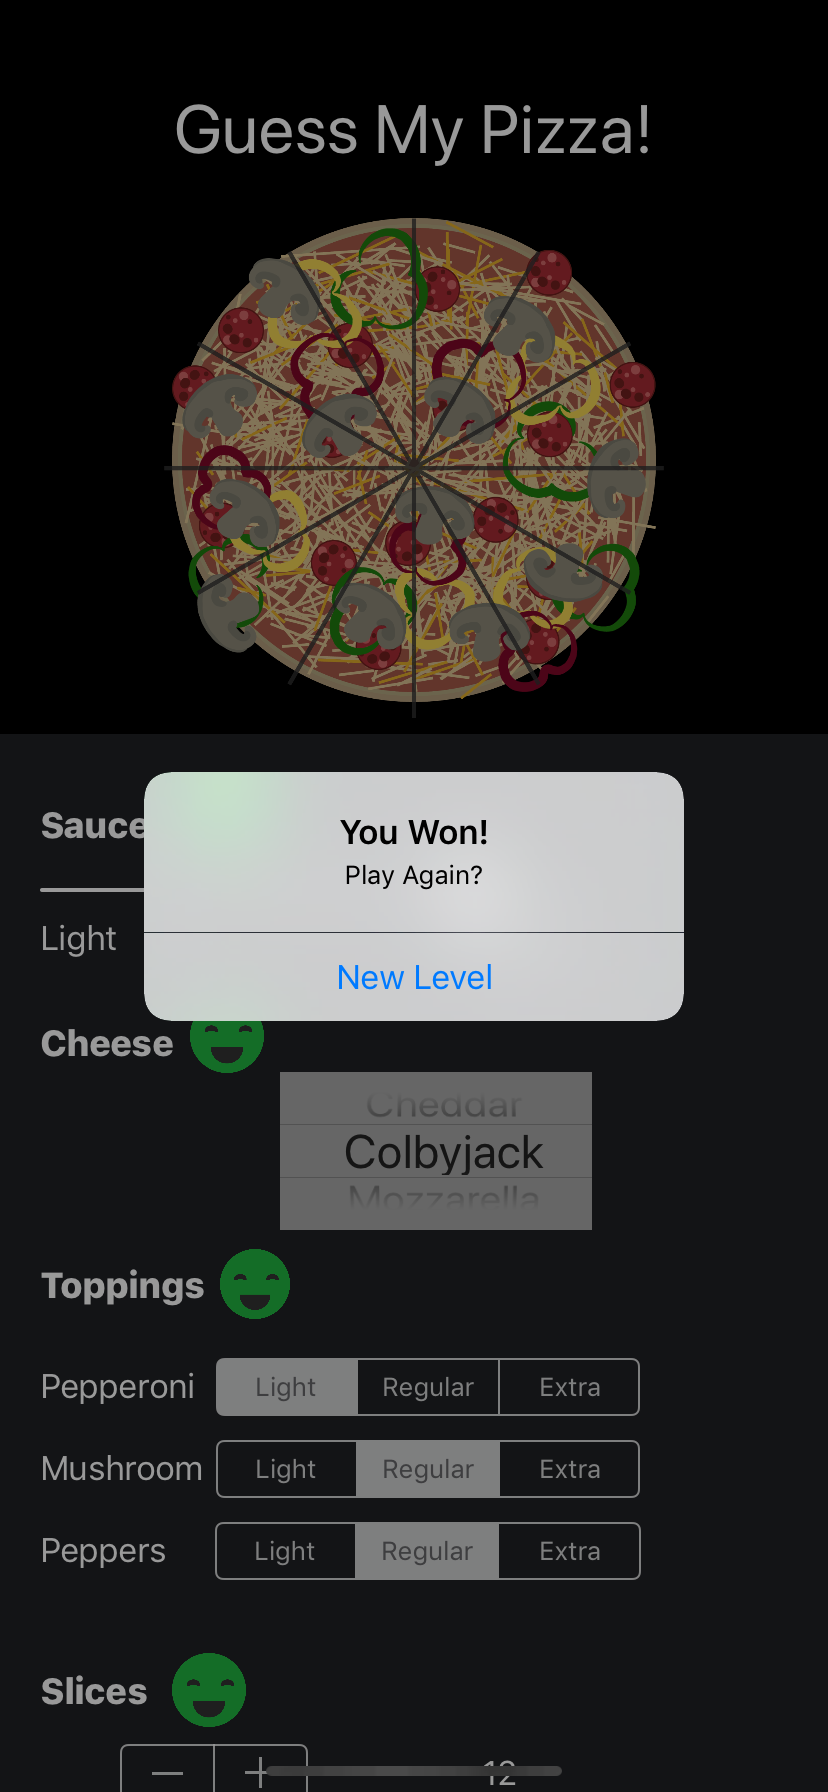 Guess My Pizza!
Sauce
You Won!
Play Again?
Light
New Level
Cheese
Cheddar
Colbyjack
Mozzarella
Toppings
Pepperoni Light Regular Extra
Mushroom Light Regular Extra
Peppers Light Regular Extra
Slices
— + 12